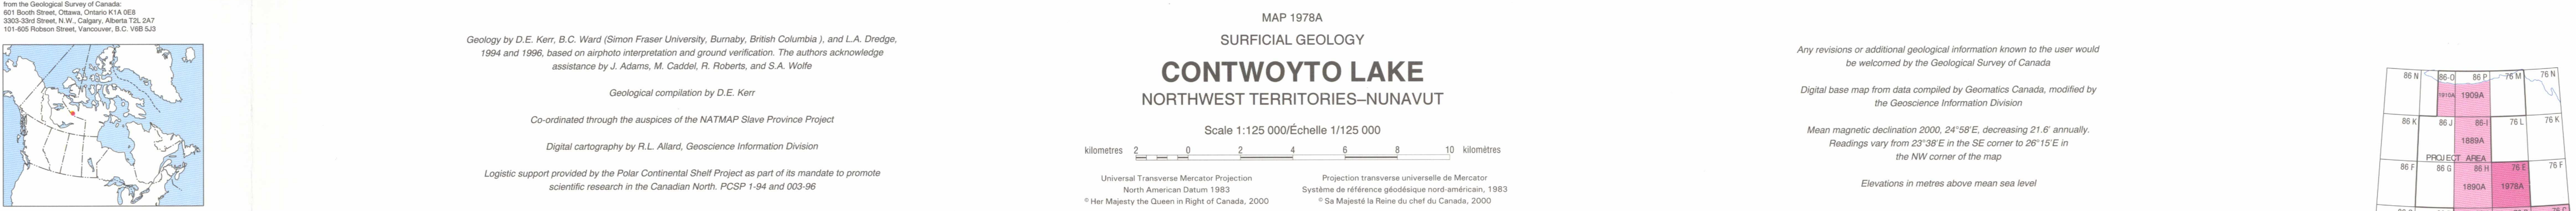 from the Geological Survey of Canada:
601 Booth Street, Ottawa, Ontario K1A 0E8
3303-33rd Street, N.W., Calgary, Alberta T2L 2A7
101-605 Robson Street, Vancouver, B.C. V6B 5J3
Geology by D.E. Kerr, B.C. Ward (Simon Fraser University, Burnaby, British Columbia ), and L.A. Dredge,
1994 and 1996, based on airphoto interpretation and ground verification. The authors acknowledge
assistance by J. Adams, M. Caddel, R. Roberts, and S.A. Wolfe
Geological compilation by D.E. Kerr
Co-ordinated through the auspices of the NATMAP Slave Province Project
Digital cartography by R.L. Allard, Geoscience Information Division
Logistic support provided by the Polar Continental Shelf Project as part of its mandate to promote
scientific research in the Canadian North. PCSP 1-94 and 003-96
MAP 1978A
SURFICIAL GEOLOGY
CONTWOYTO LAKE
NORTHWEST TERRITORIES–NUNAVUT
Scale 1:125 000/Échelle 1/125 000
kilometres 2 0 2 4 6 8 10 kilomètres
Universal Transverse Mercator Projection
North American Datum 1983
© Her Majesty the Queen in Right of Canada, 2000
Projection transverse universelle de Mercator
Système de référence géodésique nord-américain, 1983
© Sa Majesté la Reine du chef du Canada, 2000
Any revisions or additional geological information known to the user would
be welcomed by the Geological Survey of Canada
Digital base map from data compiled by Geomatics Canada, modified by
the Geoscience Information Division
Mean magnetic declination 2000, 24°58'E, decreasing 21.6' annually.
Readings vary from 23°38'E in the SE corner to 26°15'E in
the NW corner of the map
Elevations in metres above mean sea level
86 N 86-O 86 P 76 M 76 N
1910A 1909A
86 K 86 J 86-I 76 L 76 K
1889A
PROJECT AREA
86 F 86 G 86 H 76 E 76 F
1890A 1978A